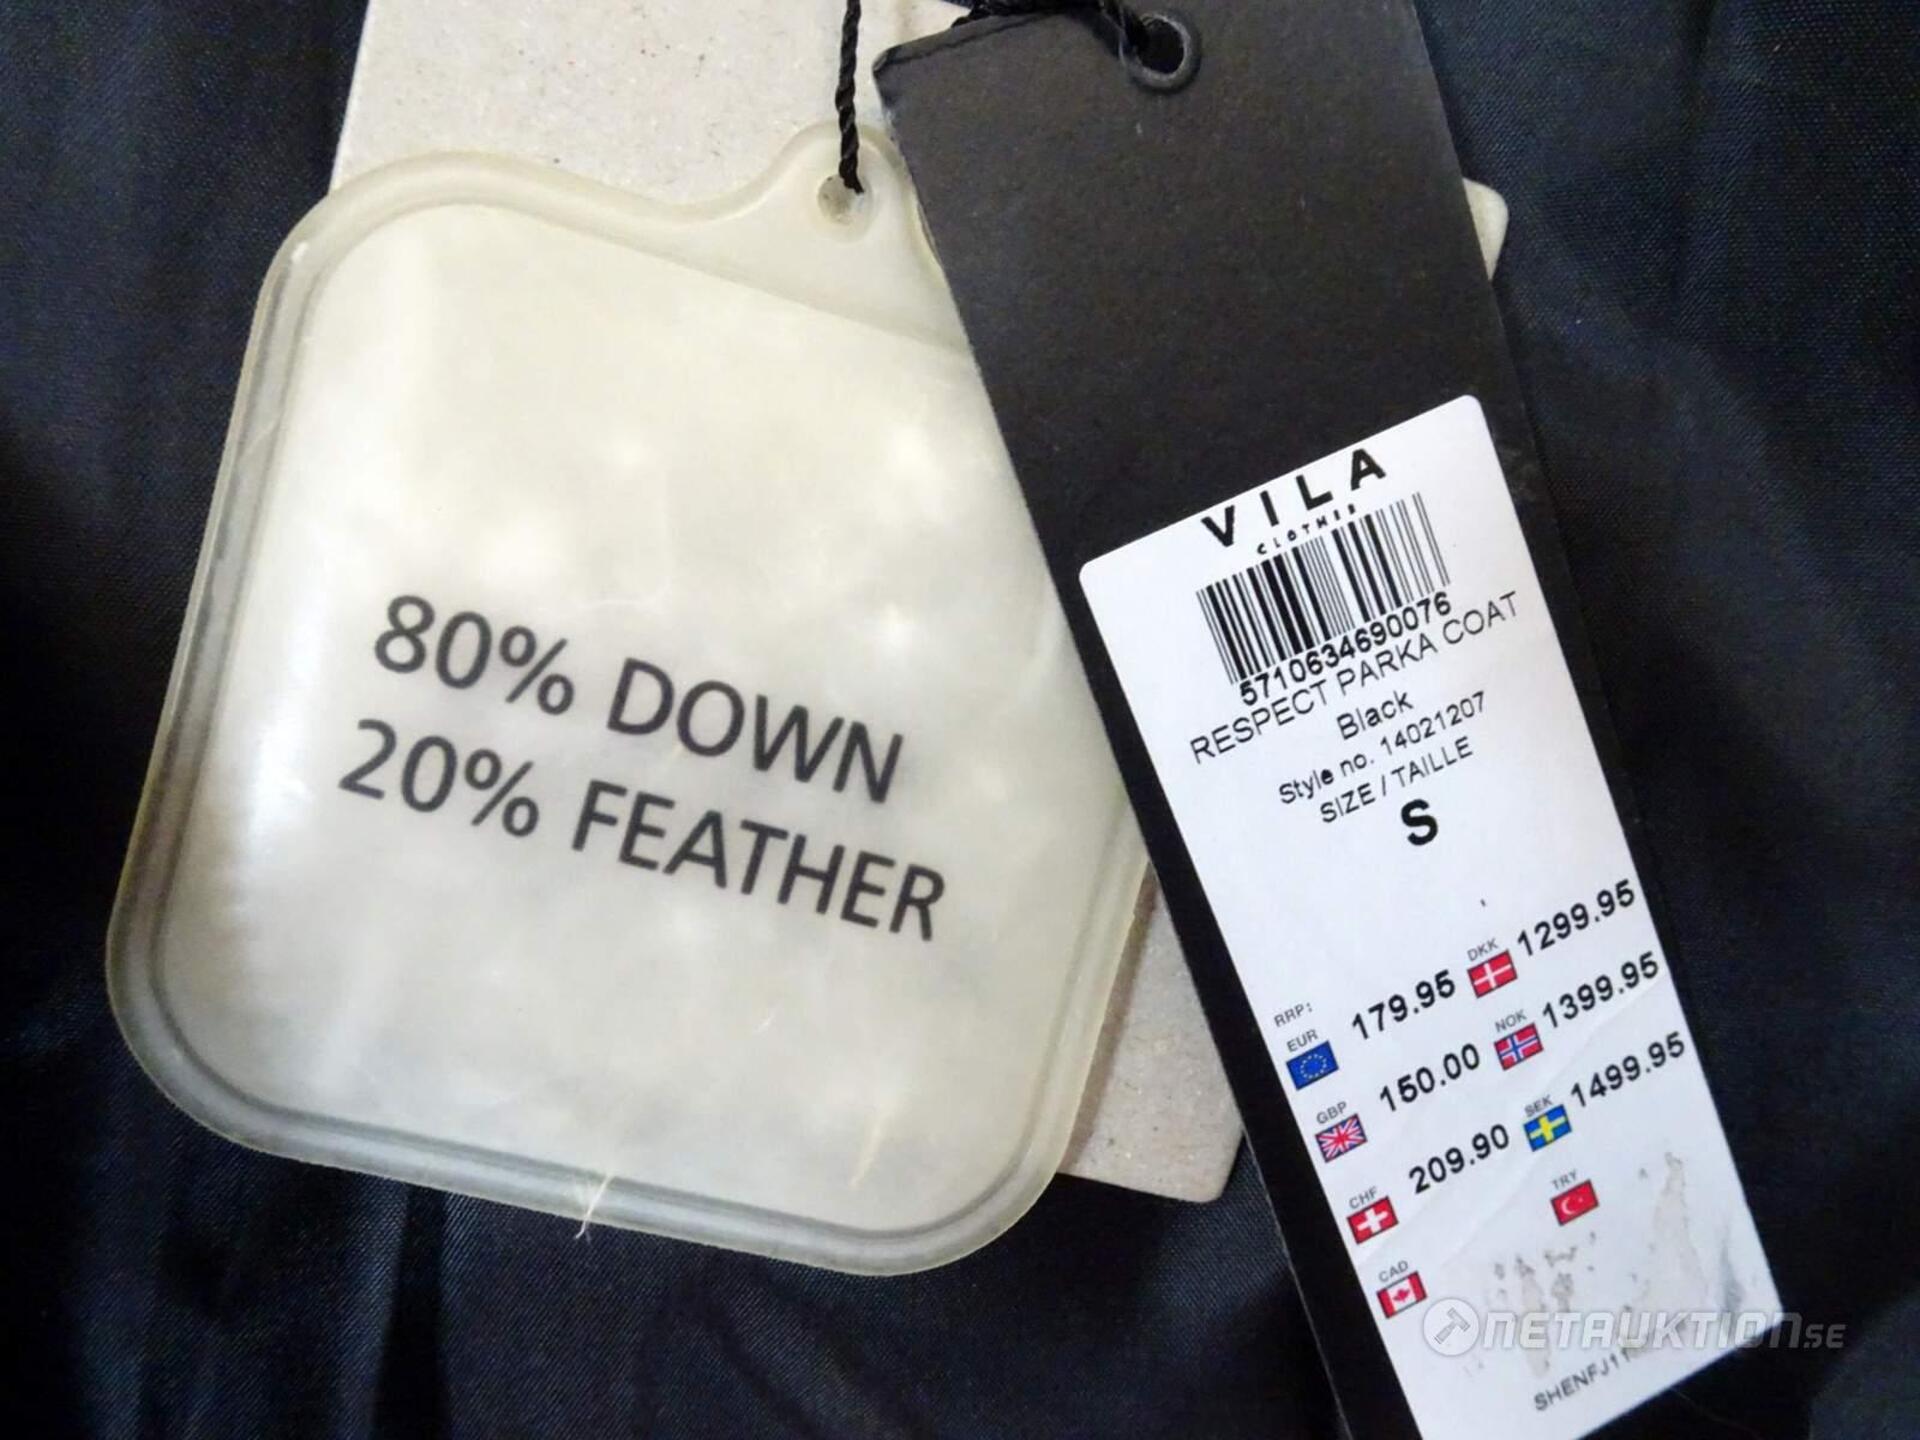 80% DOWN
20% FEATHER
VILA
CLOTHES
5710634690076
RESPECT PARKA COAT
Black
Style no. 14021207
SIZE / TAILLE
S
RRP:
EUR 179.95 DKK 1299.95
GBP 150.00 NOK 1399.95
CHF 209.90 SEK 1499.95
CAD TRY
NETAUKTION.SE